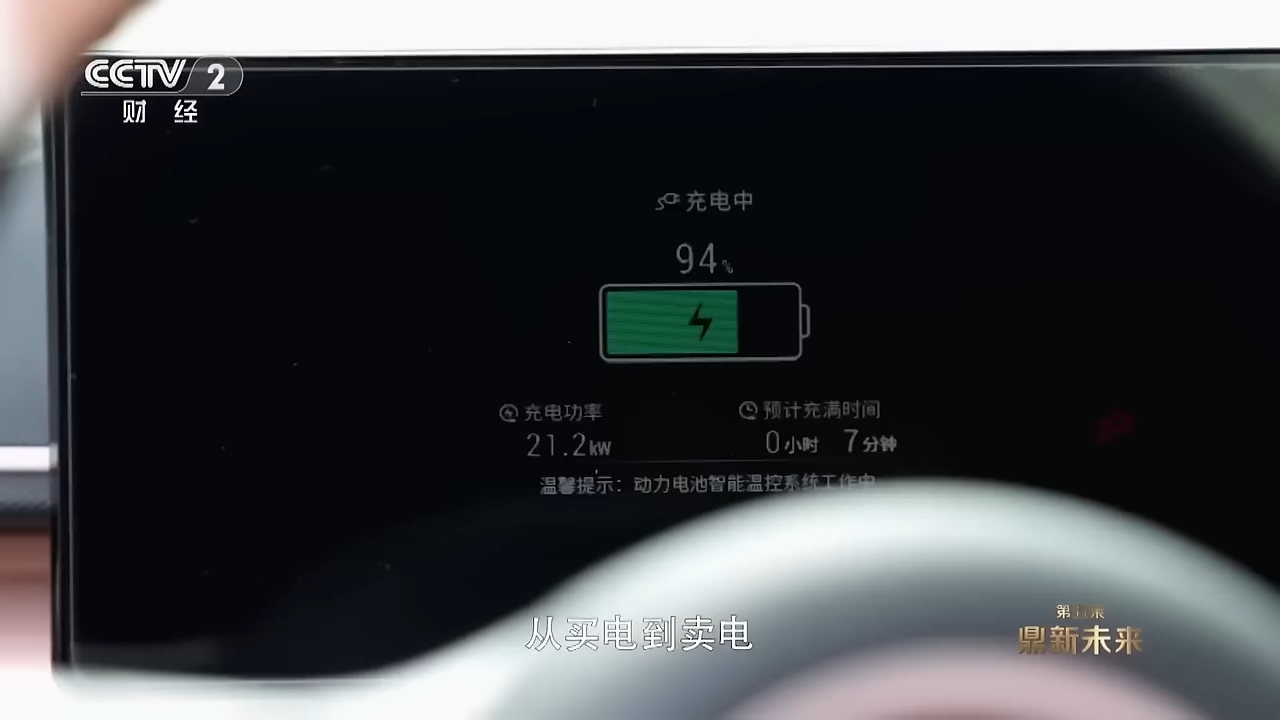 CCTV 2
财经
充电中
94%
充电功率
预计充满时间
21.2kW
0小时 7分钟
温馨提示：动力电池智能温控系统工作中
从买电到卖电
鼎新未来